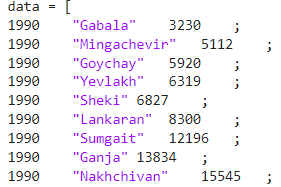 data = [
1990 "Gabala" 3230 ;
1990 "Mingachevir" 5112 ;
1990 "Goychay" 5920 ;
1990 "Yevlakh" 6319 ;
1990 "Sheki" 6827 ;
1990 "Lankaran" 8300 ;
1990 "Sumgait" 12196 ;
1990 "Ganja" 13834 ;
1990 "Nakhchivan" 15545 ;